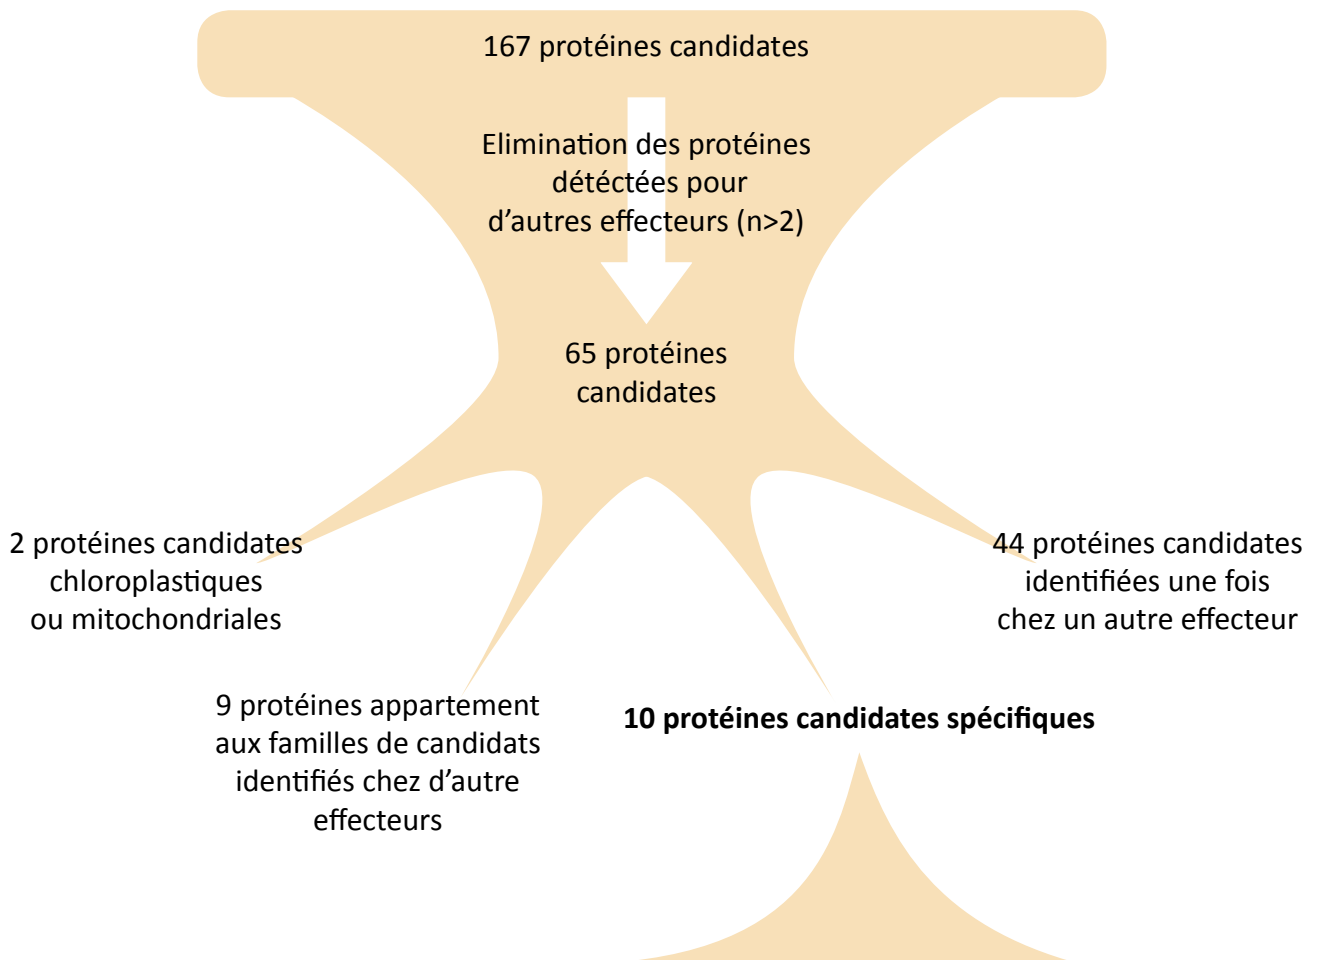 167 protéines candidates
Elimination des protéines
détéctées pour
d'autres effecteurs (n>2)
65 protéines
candidates
2 protéines candidates
chloroplastiques
ou mitochondriales
44 protéines candidates
identifiées une fois
chez un autre effecteur
9 protéines appartement
aux familles de candidats
identifiés chez d'autre
effecteurs
10 protéines candidates spécifiques